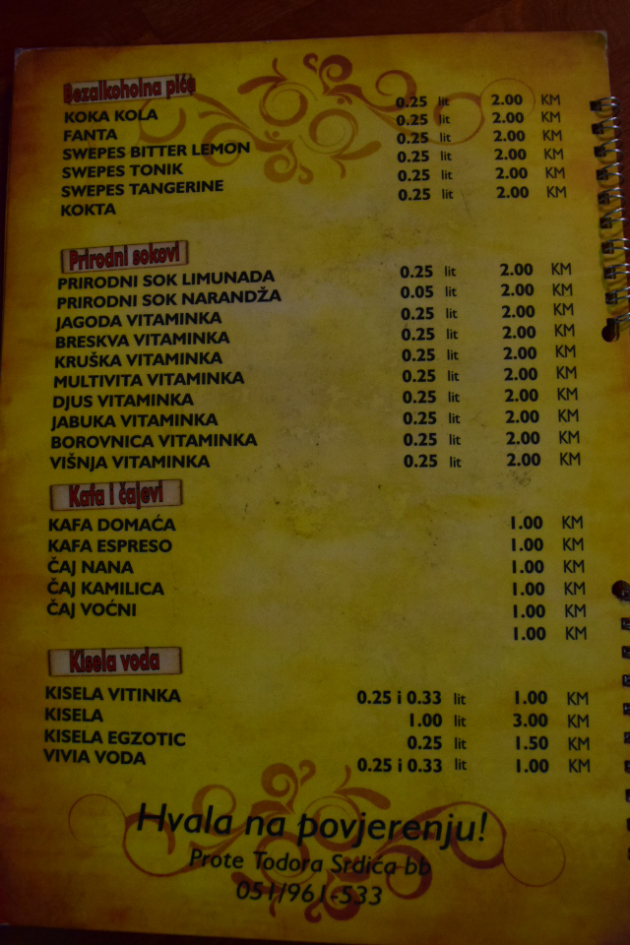 Bezalkoholna piće
KOKA KOLA 0.25 lit 2.00 KM
FANTA 0.25 lit 2.00 KM
SWEPES BITTER LEMON 0.25 lit 2.00 KM
SWEPES TONIK 0.25 lit 2.00 KM
SWEPES TANGERINE 0.25 lit 2.00 KM
KOKTA 0.25 lit 2.00 KM
Prirodni sokovi
PRIRODNI SOK LIMUNADA 0.25 lit 2.00 KM
PRIRODNI SOK NARANDŽA 0.05 lit 2.00 KM
JAGODA VITAMINKA 0.25 lit 2.00 KM
BRESKVA VITAMINKA 0.25 lit 2.00 KM
KRUŠKA VITAMINKA 0.25 lit 2.00 KM
MULTIVITA VITAMINKA 0.25 lit 2.00 KM
DJUS VITAMINKA 0.25 lit 2.00 KM
JABUKA VITAMINKA 0.25 lit 2.00 KM
BOROVNICA VITAMINKA 0.25 lit 2.00 KM
VIŠNJA VITAMINKA 0.25 lit 2.00 KM
Kafa i čajevi
KAFA DOMAĆA 1.00 KM
KAFA ESPRESO 1.00 KM
ČAJ NANA 1.00 KM
ČAJ KAMILICA 1.00 KM
ČAJ VOĆNI 1.00 KM
1.00 KM
Kisela voda
KISELA VITINKA 0.25 i 0.33 lit 1.00 KM
KISELA 1.00 lit 3.00 KM
KISELA EGZOTIC 0.25 lit 1.50 KM
VIVIA VODA 0.25 i 0.33 lit 1.00 KM
Hvala na povjerenju!
Prote Todora Srdića bb
051/961-533